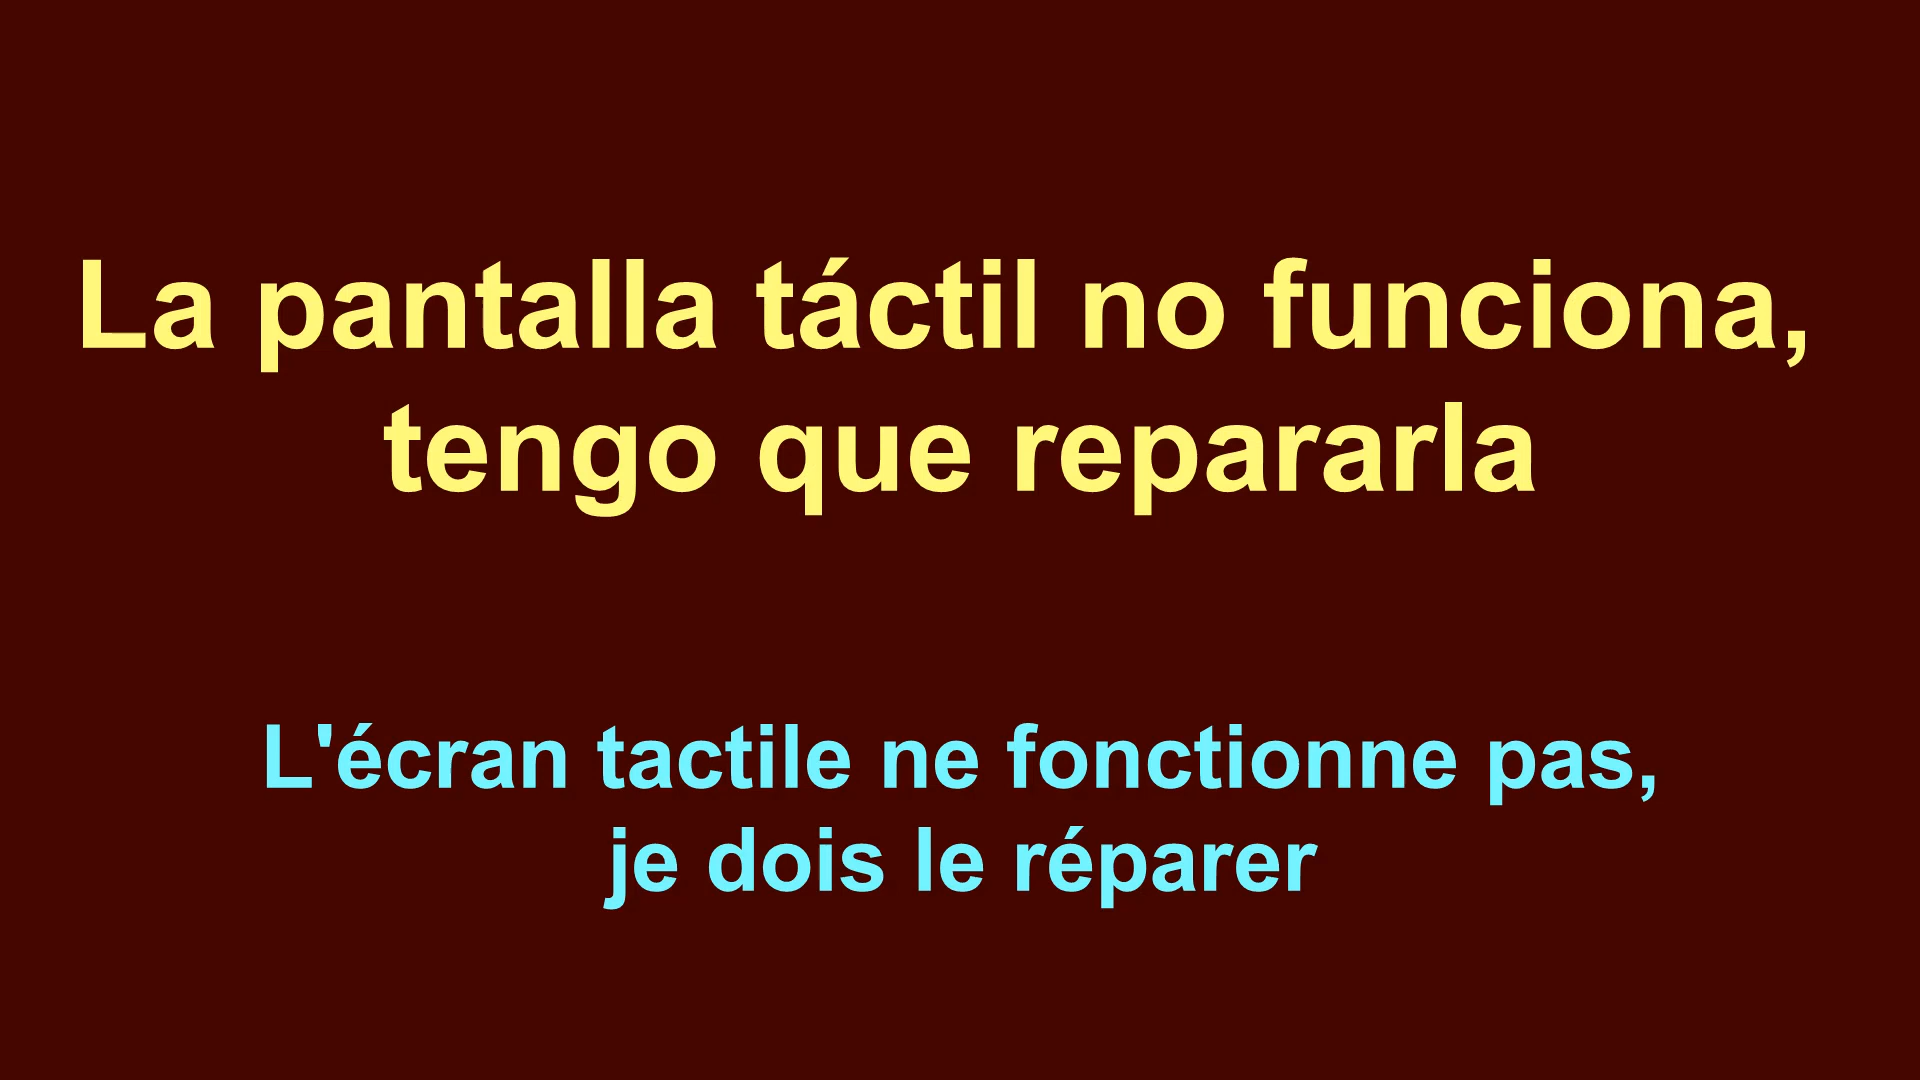 La pantalla táctil no funciona,
tengo que repararla
L'écran tactile ne fonctionne pas,
je dois le réparer